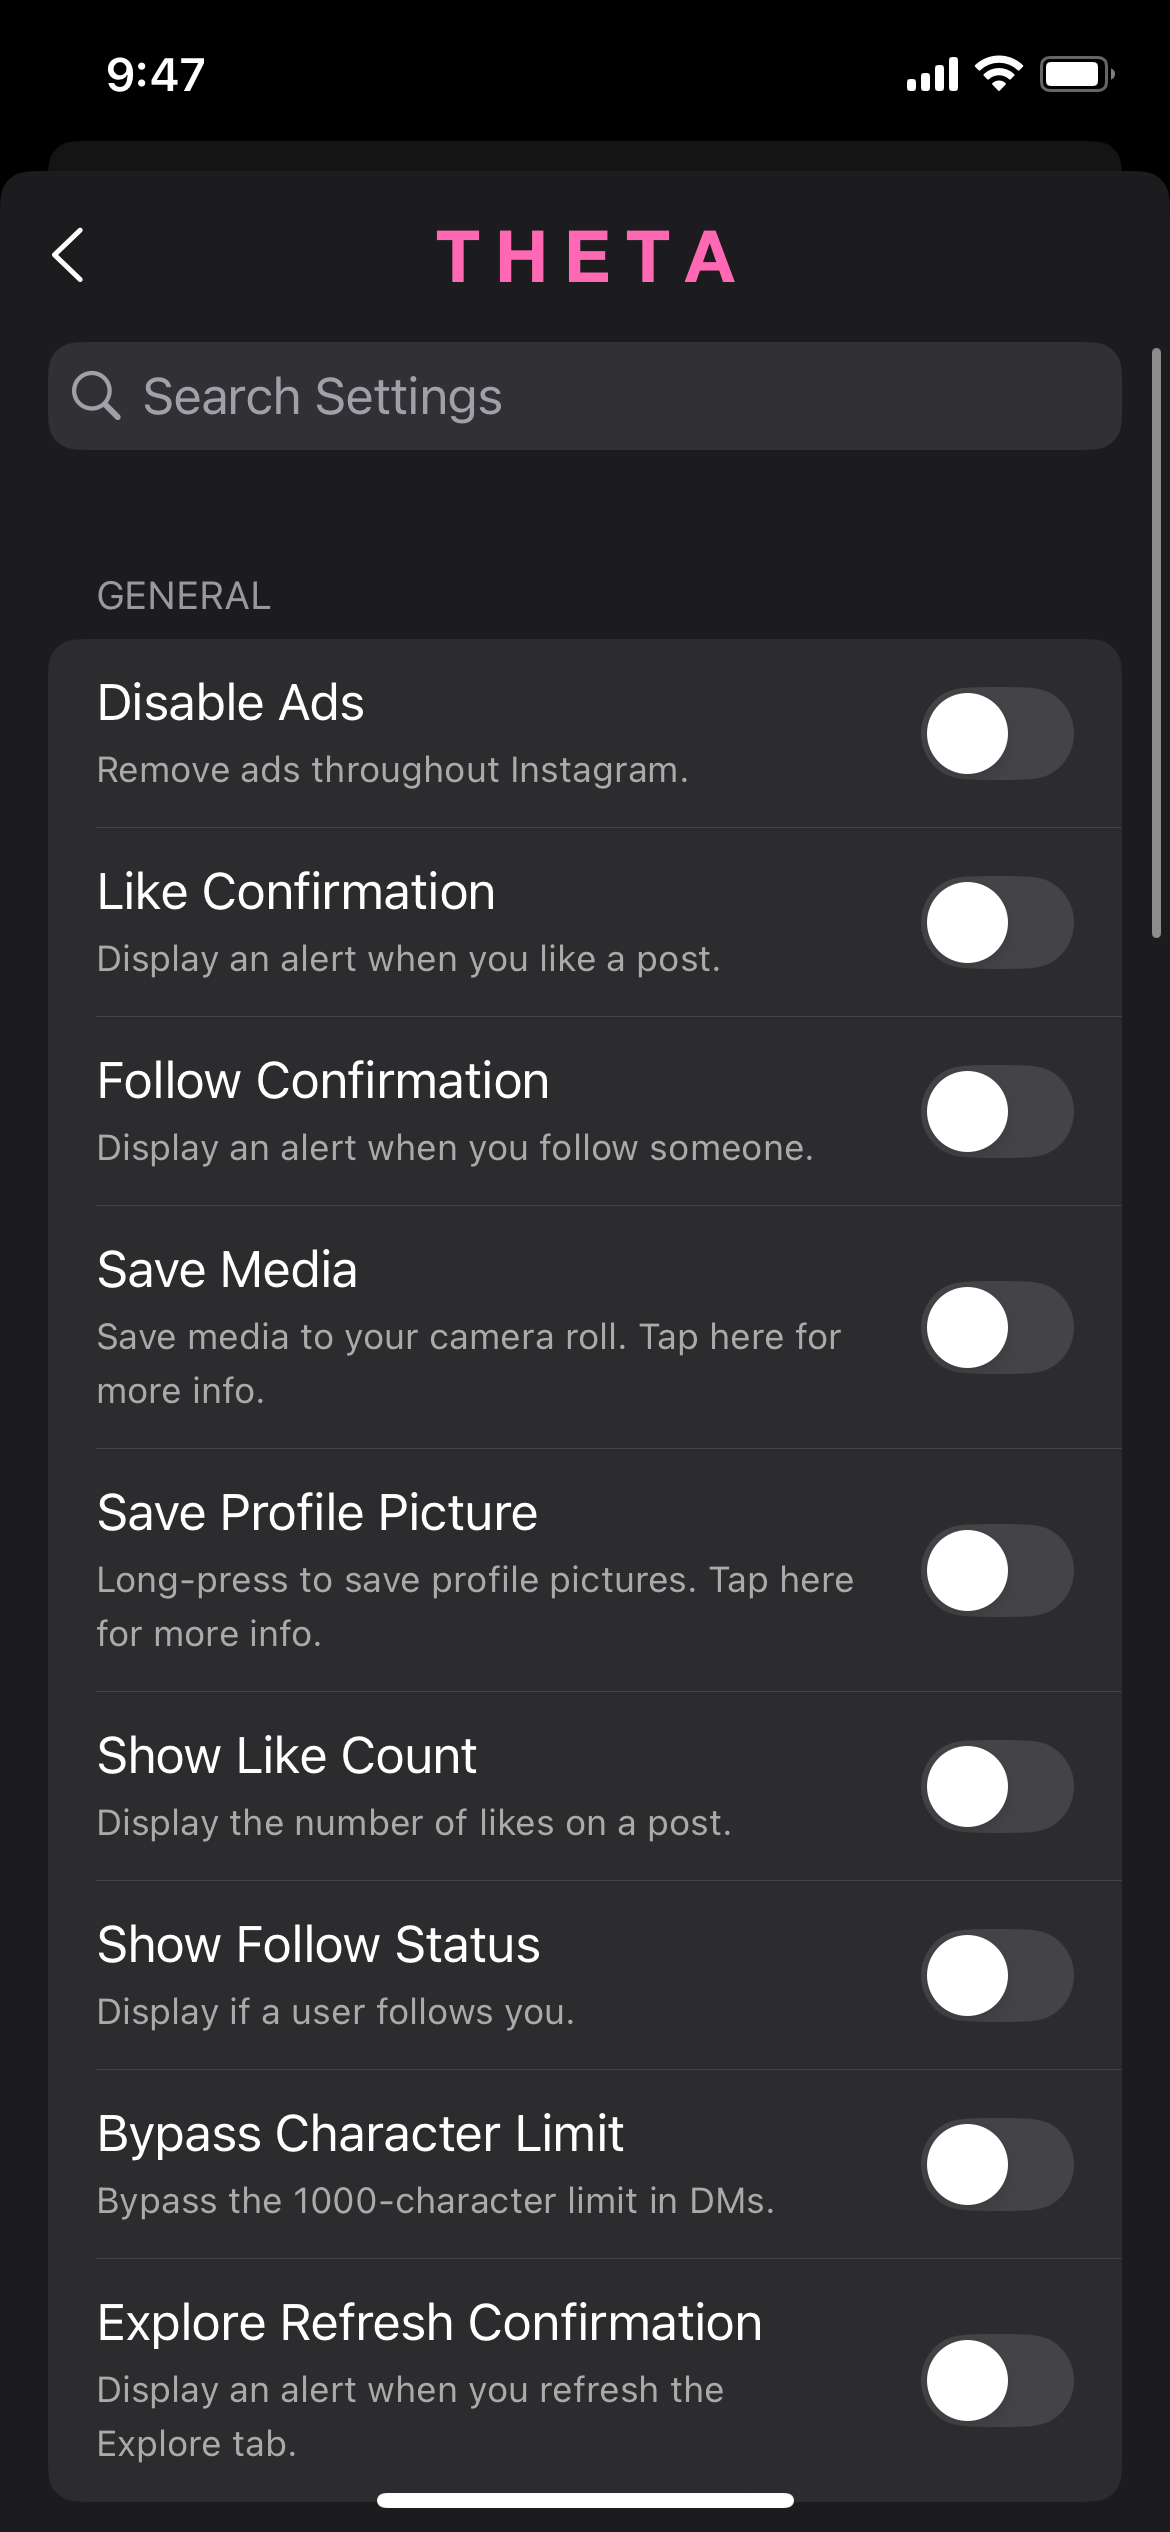 9:47
THETA
Search Settings
GENERAL
Disable Ads
Remove ads throughout Instagram.
Like Confirmation
Display an alert when you like a post.
Follow Confirmation
Display an alert when you follow someone.
Save Media
Save media to your camera roll. Tap here for
more info.
Save Profile Picture
Long-press to save profile pictures. Tap here
for more info.
Show Like Count
Display the number of likes on a post.
Show Follow Status
Display if a user follows you.
Bypass Character Limit
Bypass the 1000-character limit in DMs.
Explore Refresh Confirmation
Display an alert when you refresh the
Explore tab.